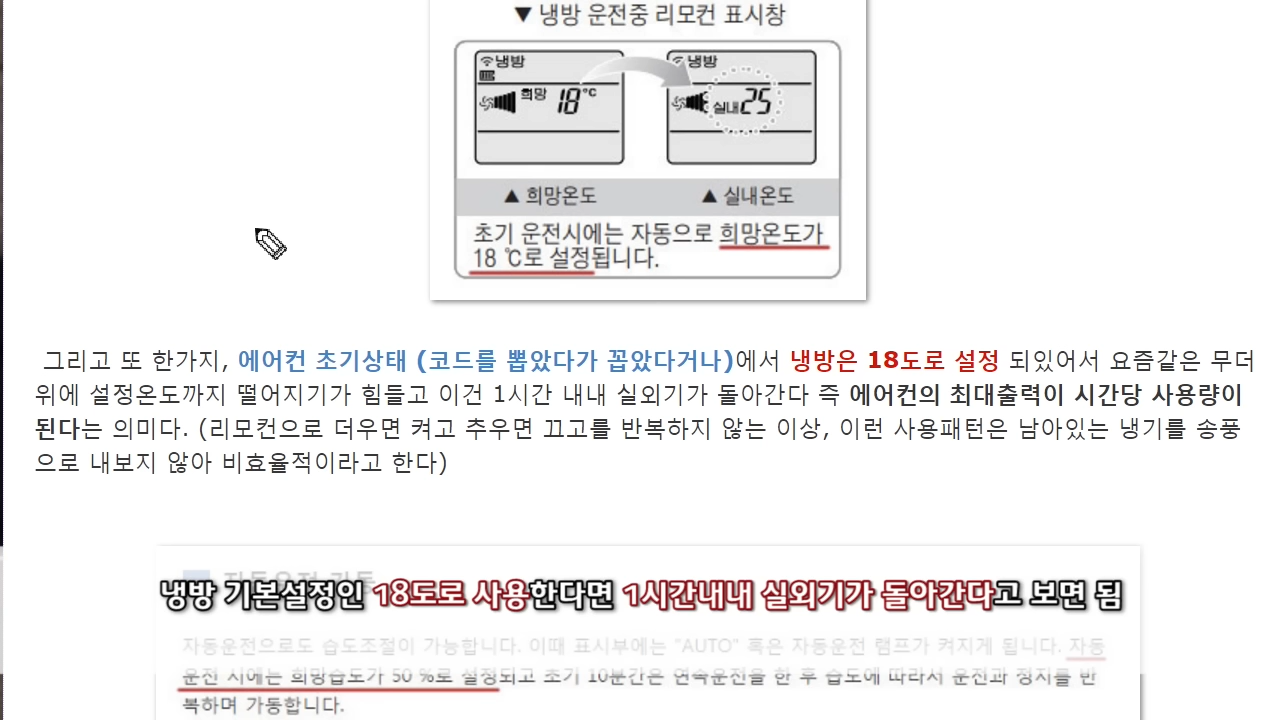 ▼ 냉방 운전중 리모컨 표시창
냉방
희망 18°C
냉방
실내 25
▲ 희망온도 ▲ 실내온도
초기 운전시에는 자동으로 희망온도가
18 ℃로 설정됩니다.
그리고 또 한가지, 에어컨 초기상태 (코드를 뽑았다가 꼽았다거나)에서 냉방은 18도로 설정 되있어서 요즘같은 무더
위에 설정온도까지 떨어지기가 힘들고 이건 1시간 내내 실외기가 돌아간다 즉 에어컨의 최대출력이 시간당 사용량이
된다는 의미다. (리모컨으로 더우면 켜고 추우면 끄고를 반복하지 않는 이상, 이런 사용패턴은 남아있는 냉기를 송풍
으로 내보지 않아 비효율적이라고 한다)
냉방 기본설정인 18도로 사용한다면 1시간내내 실외기가 돌아간다고 보면 됨
자동운전으로도 습도조절이 가능합니다. 이때 표시부에는 "AUTO" 혹은 자동운전 램프가 켜지게 됩니다. 자동
운전 시에는 희망습도가 50 %로 설정되고 초기 10분간은 연속운전을 한 후 습도에 따라서 운전과 정지를 반
복하며 가동합니다.